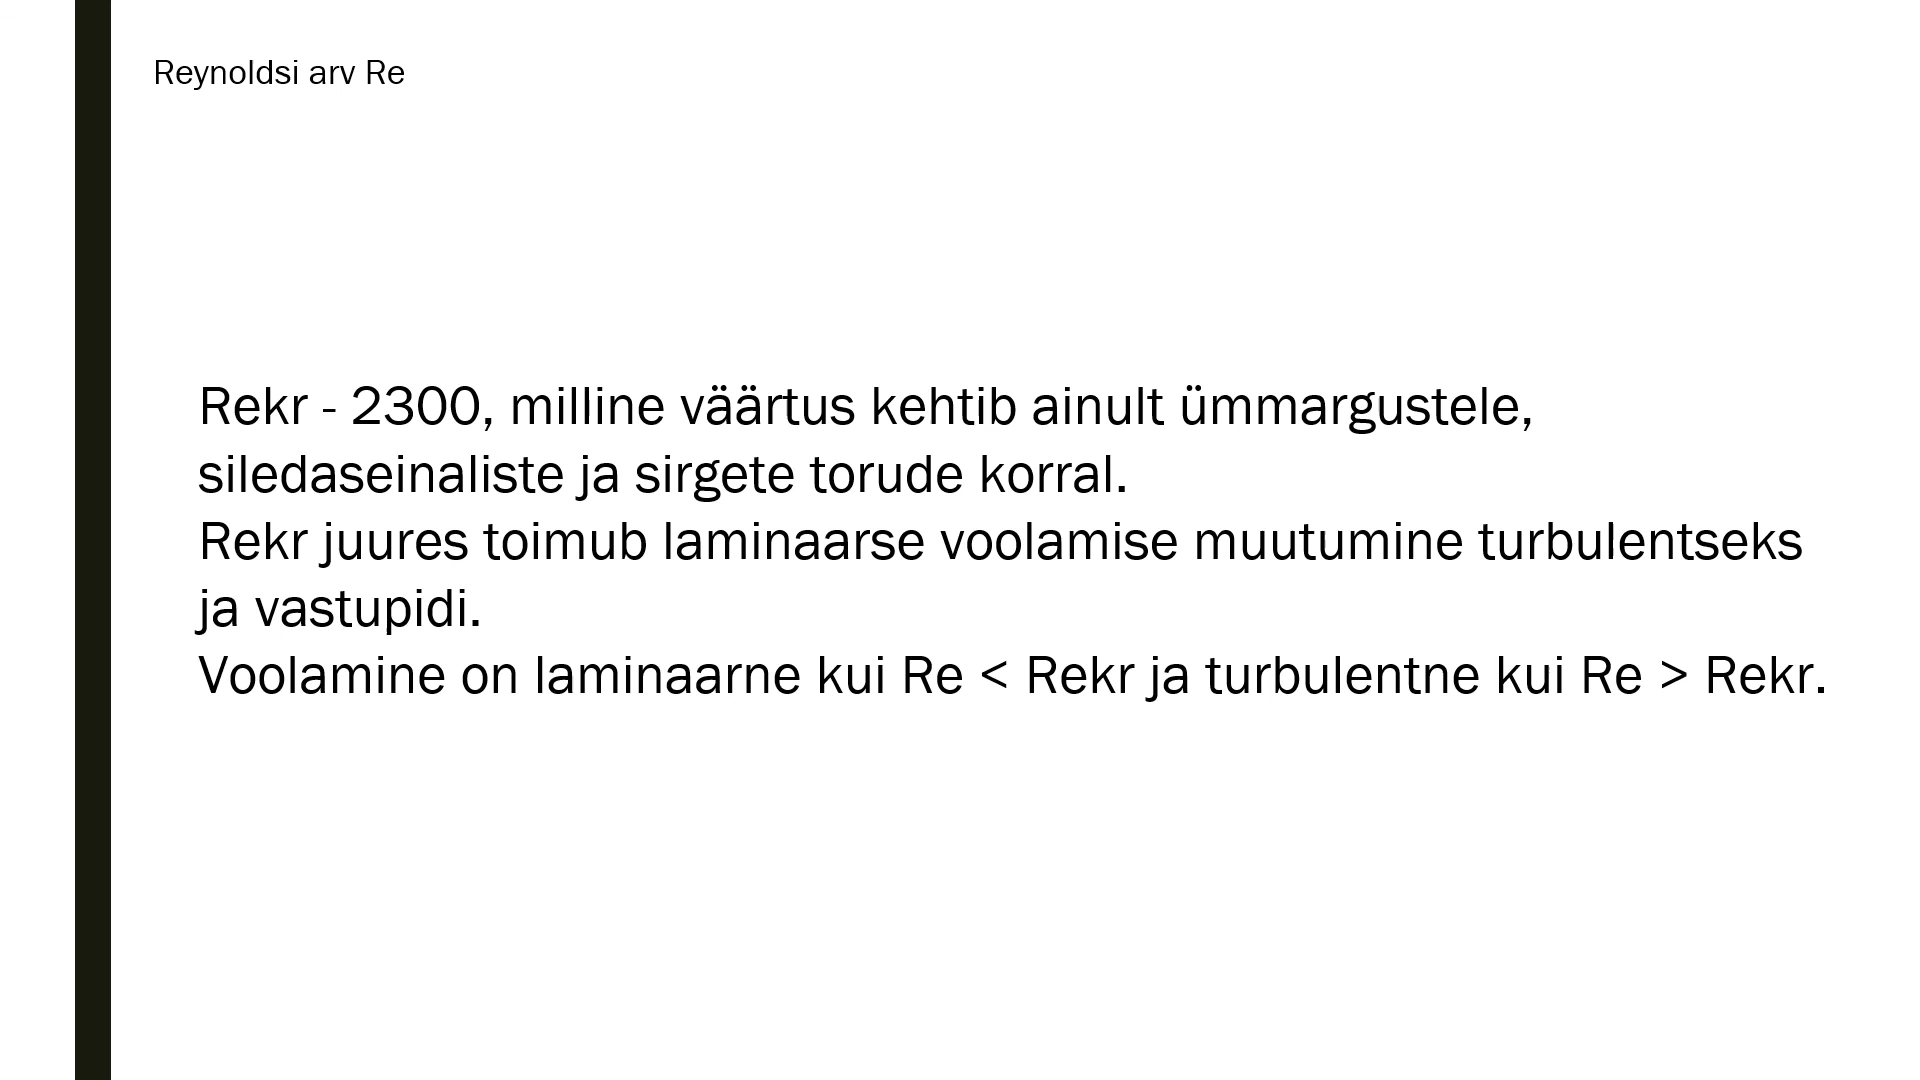 Reynoldsi arv Re
Rekr - 2300, milline väärtus kehtib ainult ümmargustele,
siledaseinaliste ja sirgete torude korral.
Rekr juures toimub laminaarse voolamise muutumine turbulentseks
ja vastupidi.
Voolamine on laminaarne kui Re < Rekr ja turbulentne kui Re > Rekr.